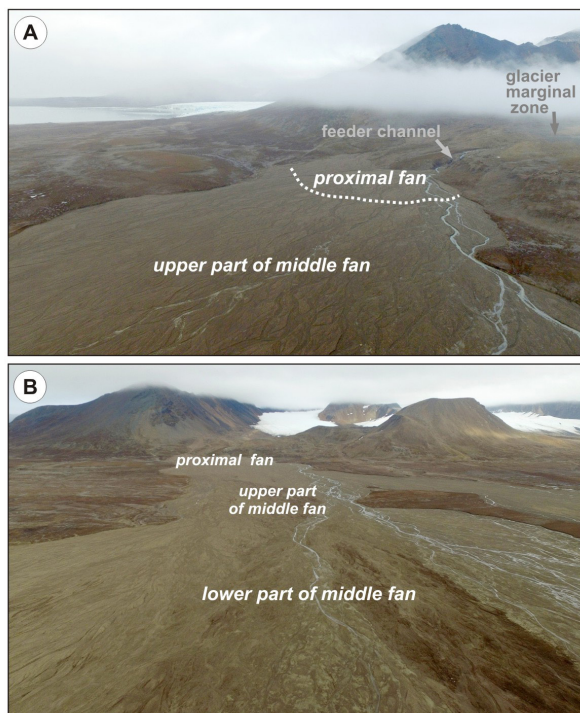 A
glacier
marginal
zone
feeder channel
proximal fan
upper part of middle fan
B
proximal fan
upper part
of middle fan
lower part of middle fan